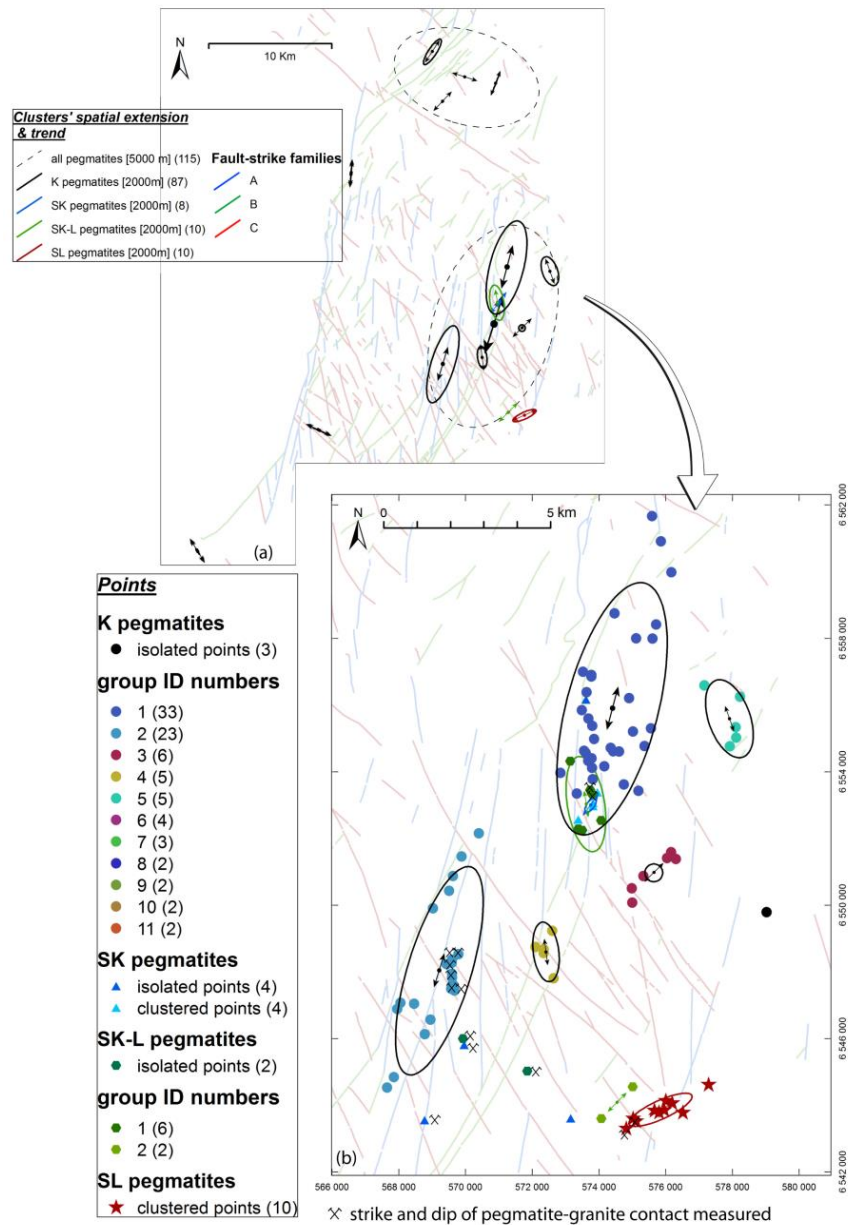 N
10 Km
Clusters' spatial extension
& trend
all pegmatites [5000 m] (115)
K pegmatites [2000m] (87)
SK pegmatites [2000m] (8)
SK-L pegmatites [2000m] (10)
SL pegmatites [2000m] (10)
Fault-strike families
A
B
C
(a)
N
0 5 km
6 562 000
6 558 000
6 554 000
6 550 000
6 546 000
6 542 000
Points
K pegmatites
isolated points (3)
group ID numbers
1 (33)
2 (23)
3 (6)
4 (5)
5 (5)
6 (4)
7 (3)
8 (2)
9 (2)
10 (2)
11 (2)
SK pegmatites
isolated points (4)
clustered points (4)
SK-L pegmatites
isolated points (2)
group ID numbers
1 (6)
2 (2)
SL pegmatites
clustered points (10)
(b)
566 000 568 000 570 000 572 000 574 000 576 000 578 000 580 000
strike and dip of pegmatite-granite contact measured